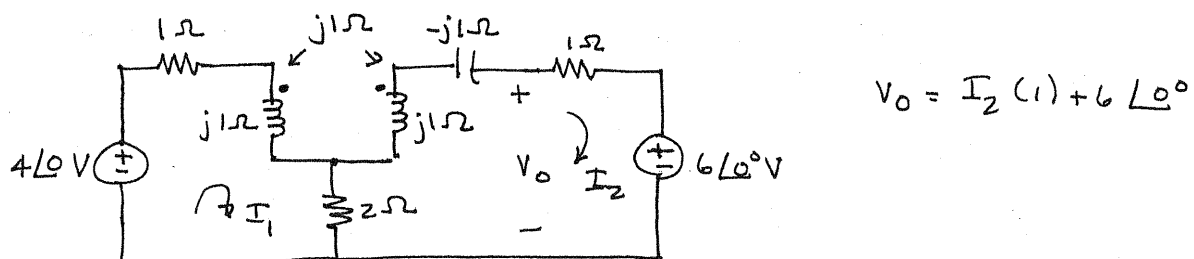 1Ω
j1Ω
-j1Ω
1Ω
+
V₀ = I₂ (1) + 6 ∠0°
j1Ω
j1Ω
4∠0 V
+
-
V₀
I₂
+
-
6∠0° V
I₁
2Ω
-